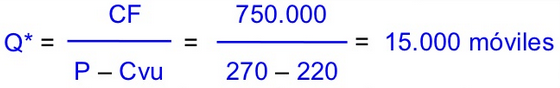 Q* = CF / P – Cvu = 750.000 / 270 – 220 = 15.000 móviles